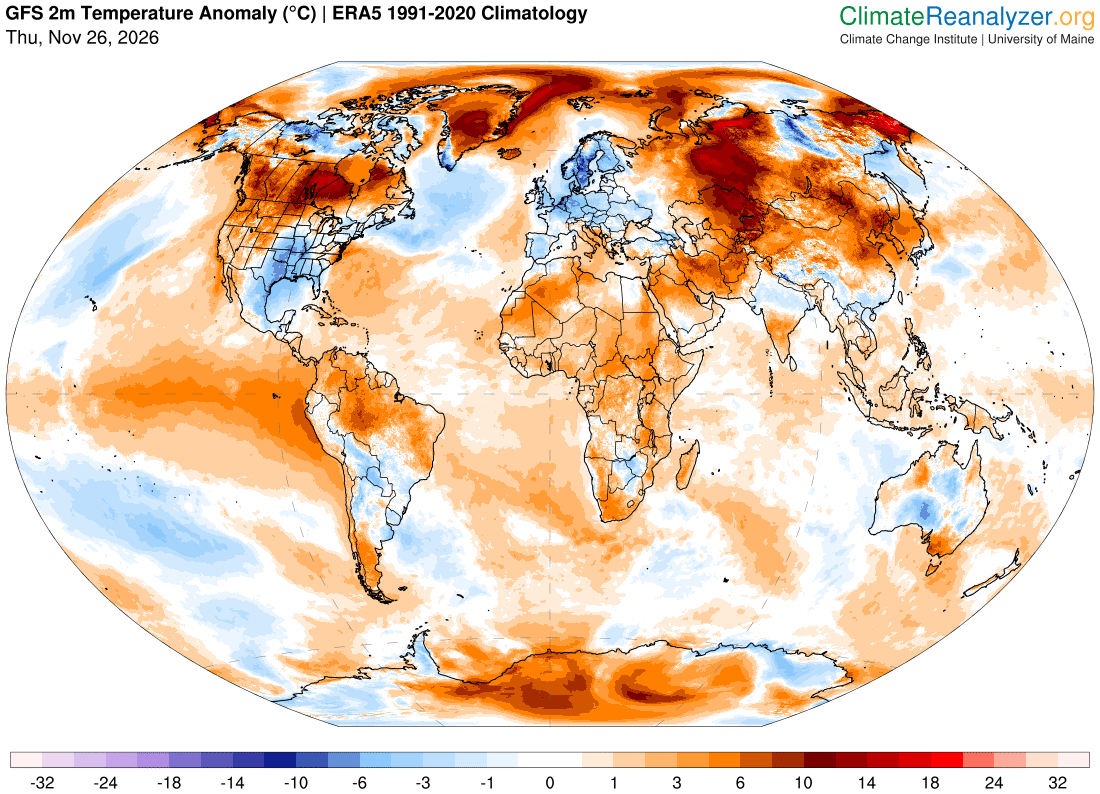 GFS 2m Temperature Anomaly (°C) | ERA5 1991-2020 Climatology
Thu, Nov 26, 2026
ClimateReanalyzer.org
Climate Change Institute | University of Maine
-32 -24 -18 -14 -10 -6 -3 -1 0 1 3 6 10 14 18 24 32